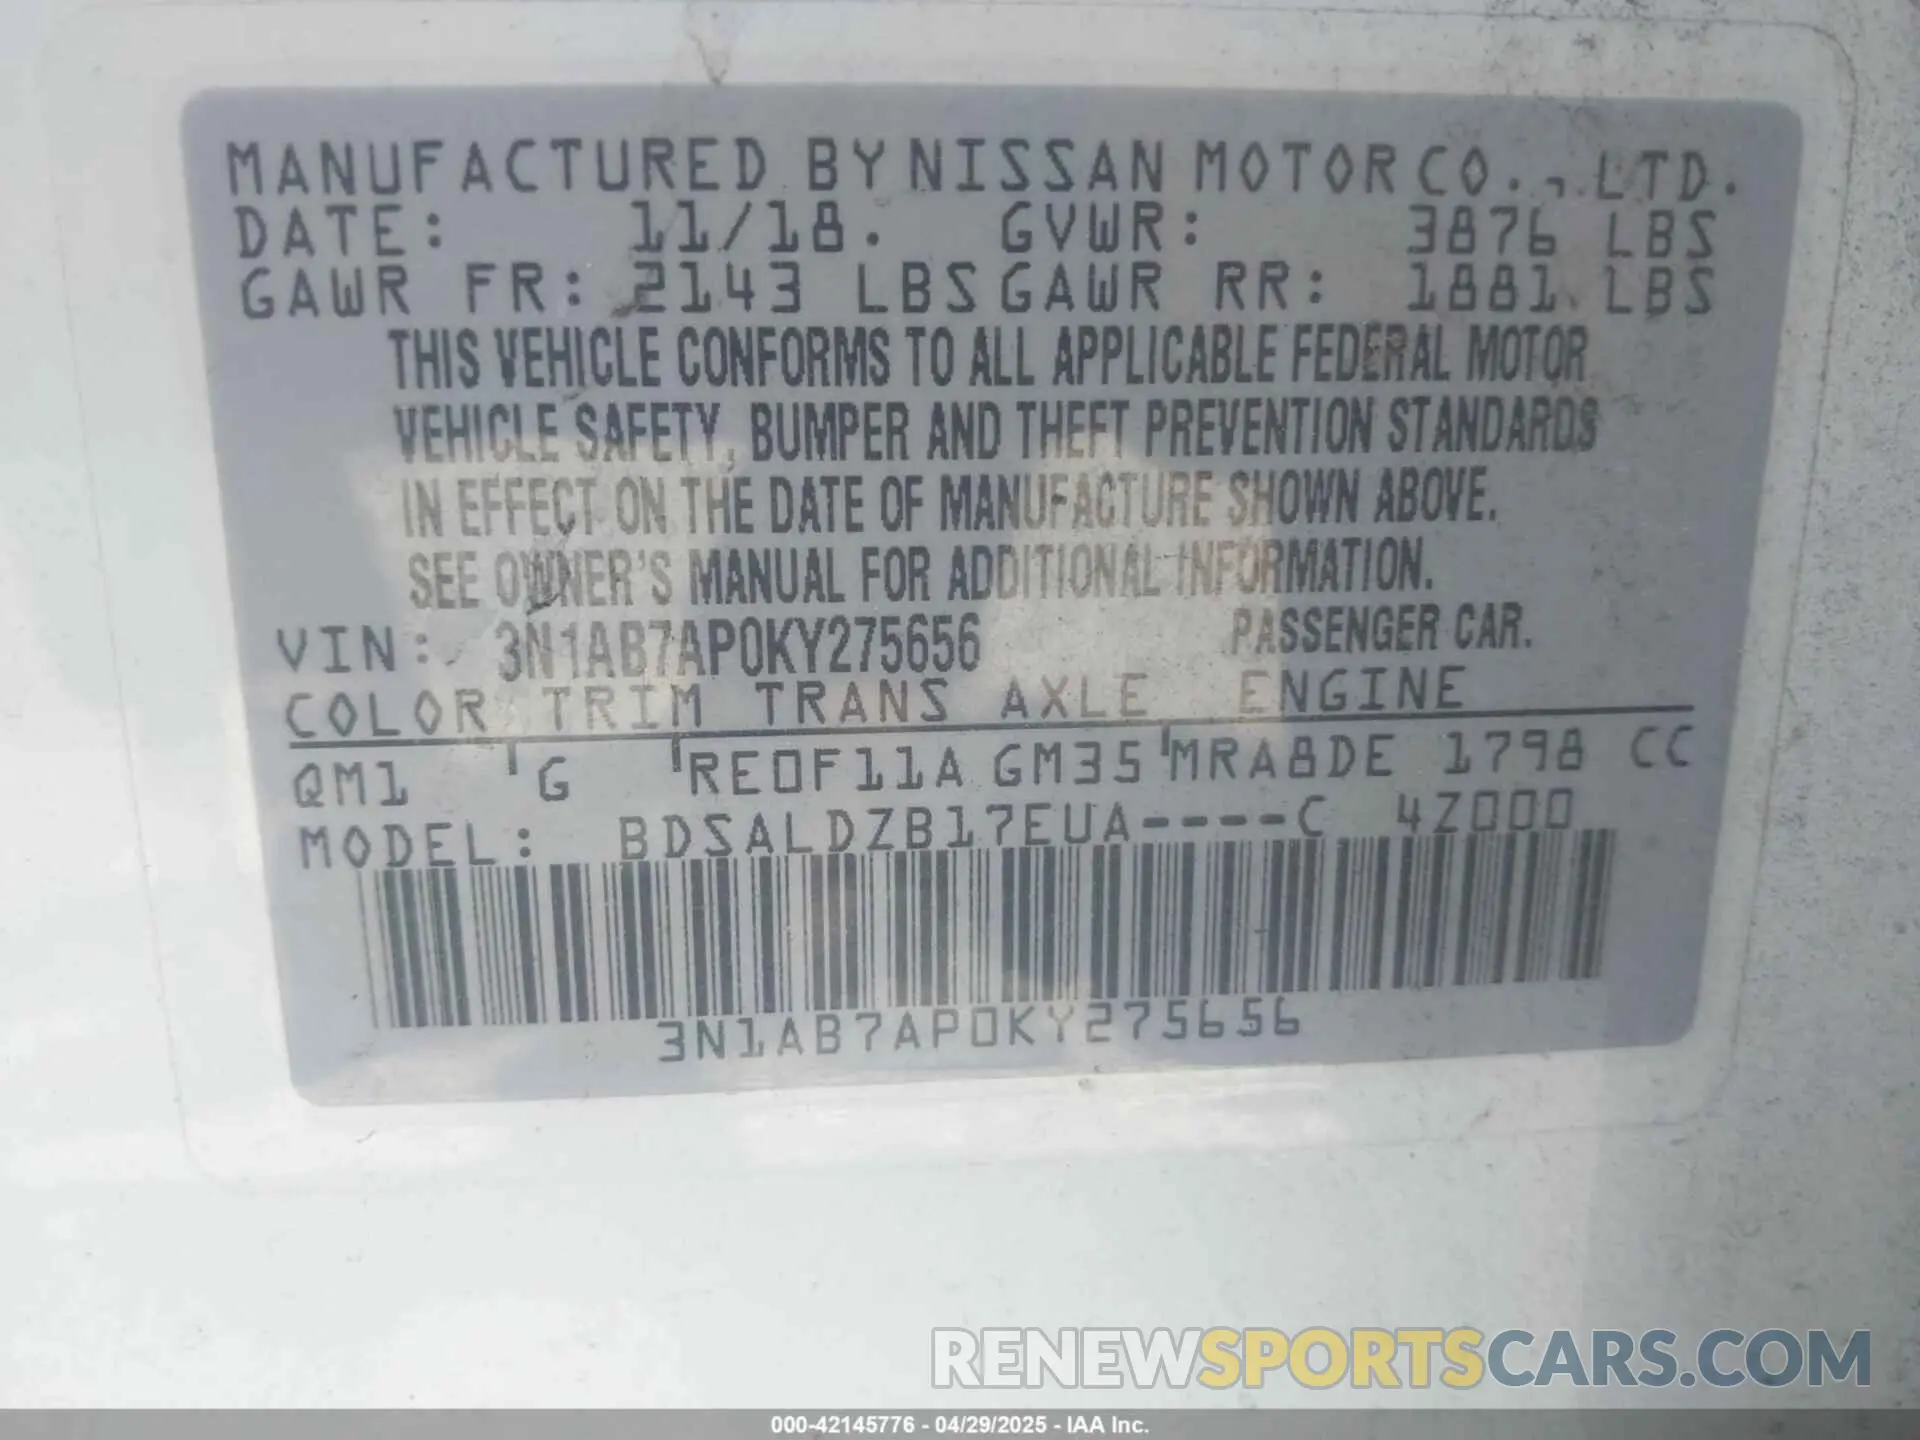 MANUFACTURED BY NISSAN MOTOR CO., LTD.
DATE: 11/18. GVWR: 3876 LBS
GAWR FR: 2143 LBS GAWR RR: 1881 LBS
THIS VEHICLE CONFORMS TO ALL APPLICABLE FEDERAL MOTOR
VEHICLE SAFETY, BUMPER AND THEFT PREVENTION STANDARDS
IN EFFECT ON THE DATE OF MANUFACTURE SHOWN ABOVE.
SEE OWNER'S MANUAL FOR ADDITIONAL INFORMATION.
VIN: 3N1AB7AP0KY275656 PASSENGER CAR.
COLOR TRIM TRANS AXLE ENGINE
QM1 G RE0F11A GM35 MRA8DE 1798 CC
MODEL: BDSALDZB17EUA----C 4Z000
3N1AB7AP0KY275656
RENEWSPORTSCARS.COM
000-42145776 - 04/29/2025 - IAA Inc.